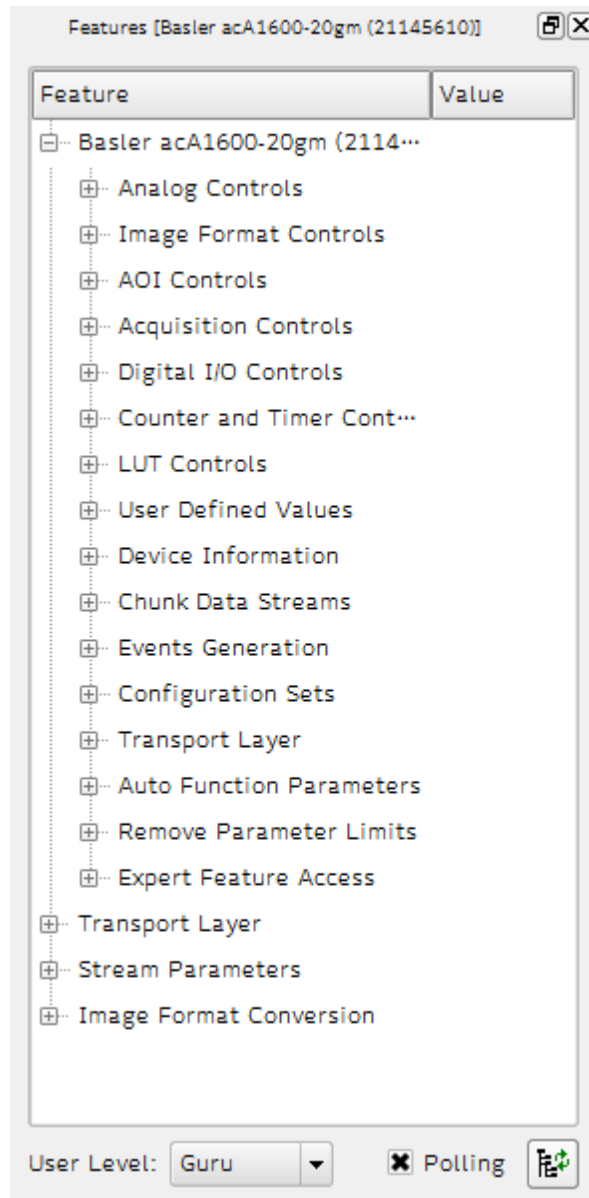 Features [Basler acA1600-20gm (21145610)]
Feature Value
Basler acA1600-20gm (2114···
Analog Controls
Image Format Controls
AOI Controls
Acquisition Controls
Digital I/O Controls
Counter and Timer Cont···
LUT Controls
User Defined Values
Device Information
Chunk Data Streams
Events Generation
Configuration Sets
Transport Layer
Auto Function Parameters
Remove Parameter Limits
Expert Feature Access
Transport Layer
Stream Parameters
Image Format Conversion
User Level: Guru Polling